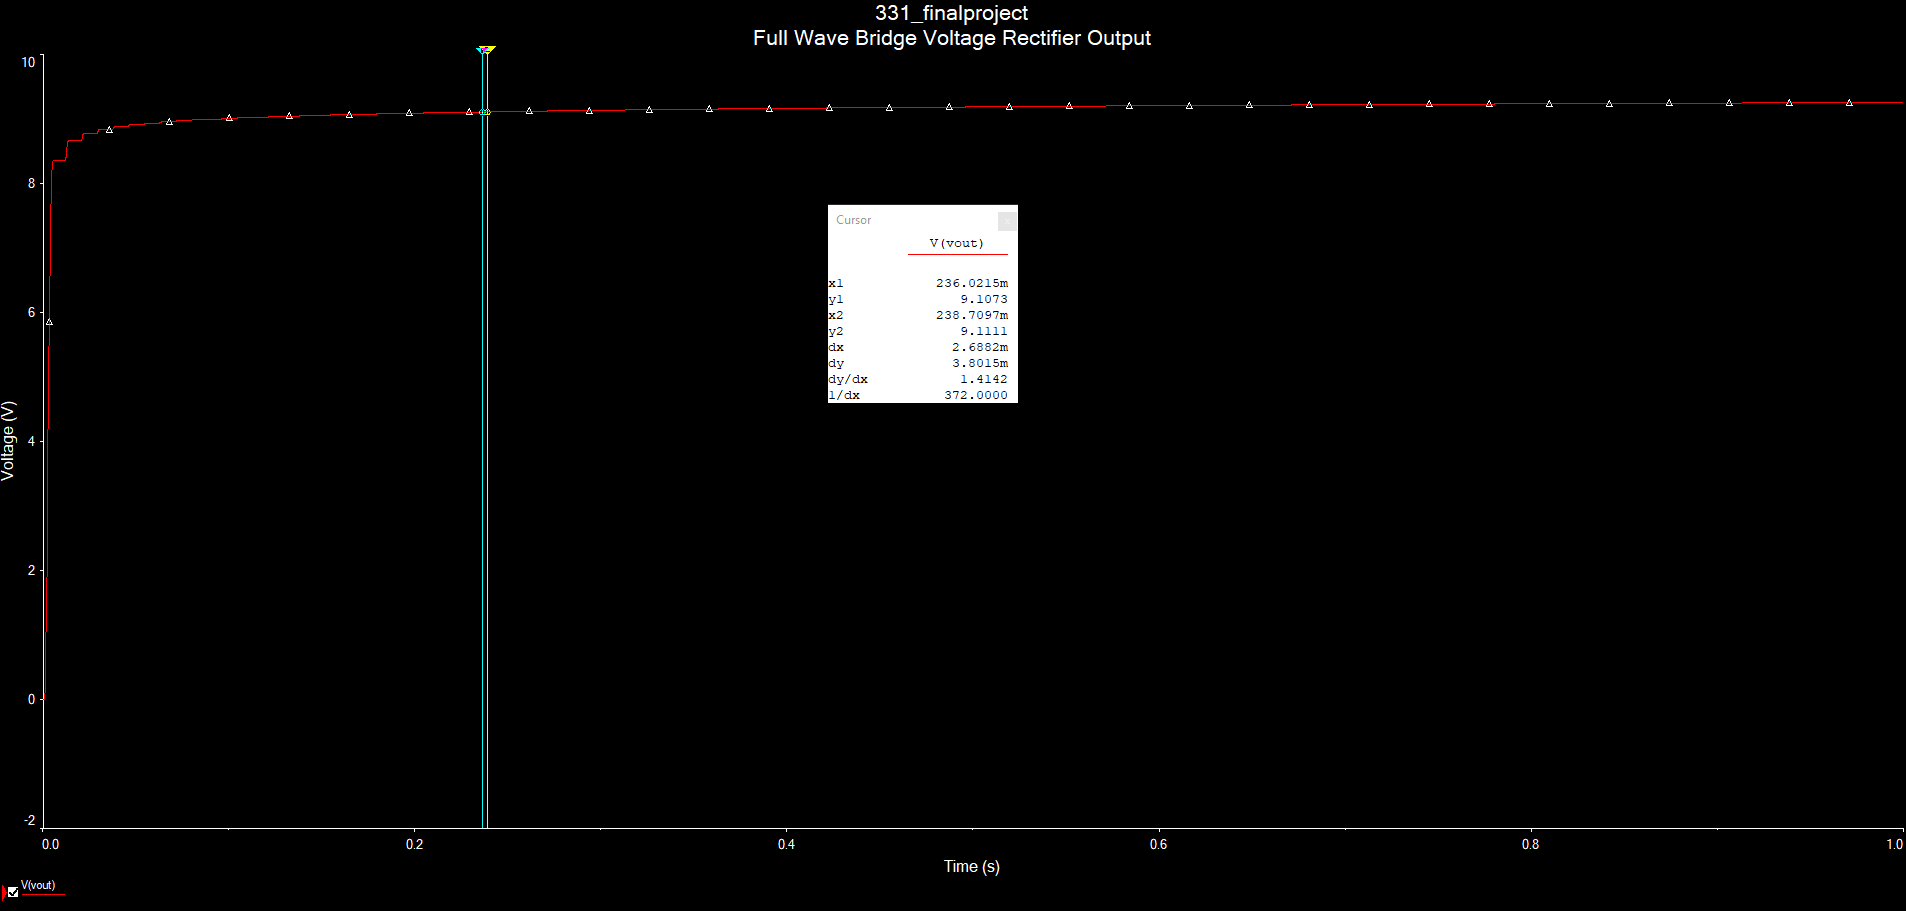 331_finalproject
Full Wave Bridge Voltage Rectifier Output
10
8
6
4
2
0
-2
Voltage (V)
Cursor
V(vout)
x1 236.0215m
y1 9.1073
x2 238.7097m
y2 9.1111
dx 2.6882m
dy 3.8015m
dy/dx 1.4142
1/dx 372.0000
0.0 0.2 0.4 0.6 0.8 1.0
Time (s)
V(vout)